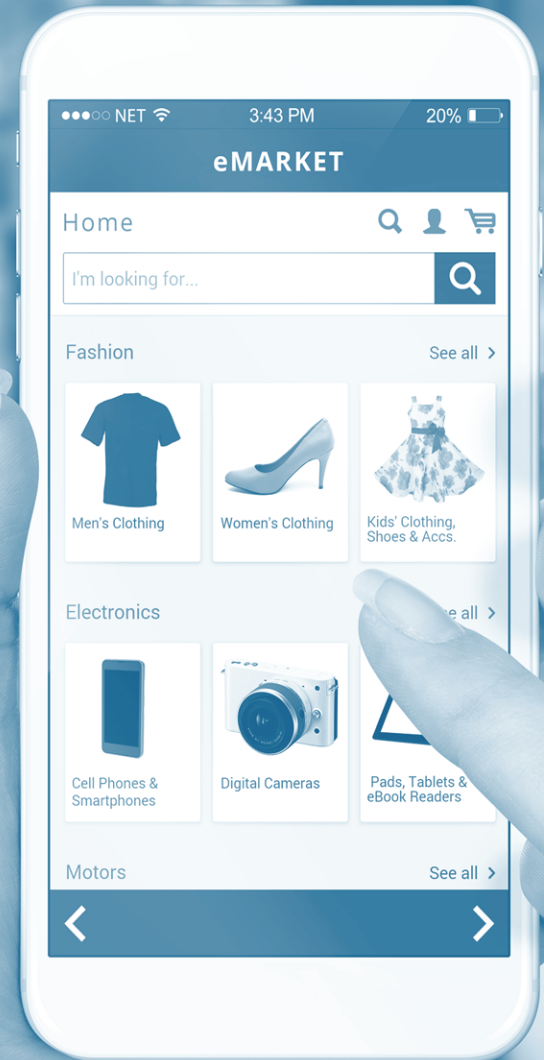 NET 3:43 PM 20%
eMARKET
Home
I'm looking for...
Fashion See all >
Men's Clothing Women's Clothing Kids' Clothing,
Shoes & Accs.
Electronics all >
Cell Phones & Digital Cameras Pads, Tablets &
Smartphones eBook Readers
Motors See all >